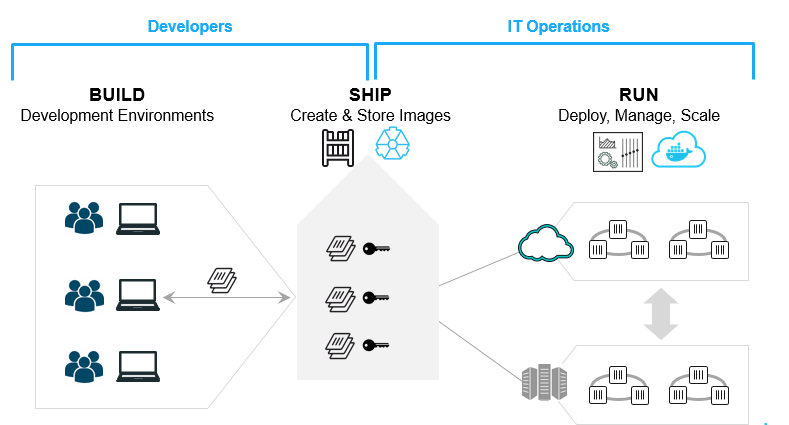 Developers
IT Operations
BUILD
Development Environments
SHIP
Create & Store Images
RUN
Deploy, Manage, Scale